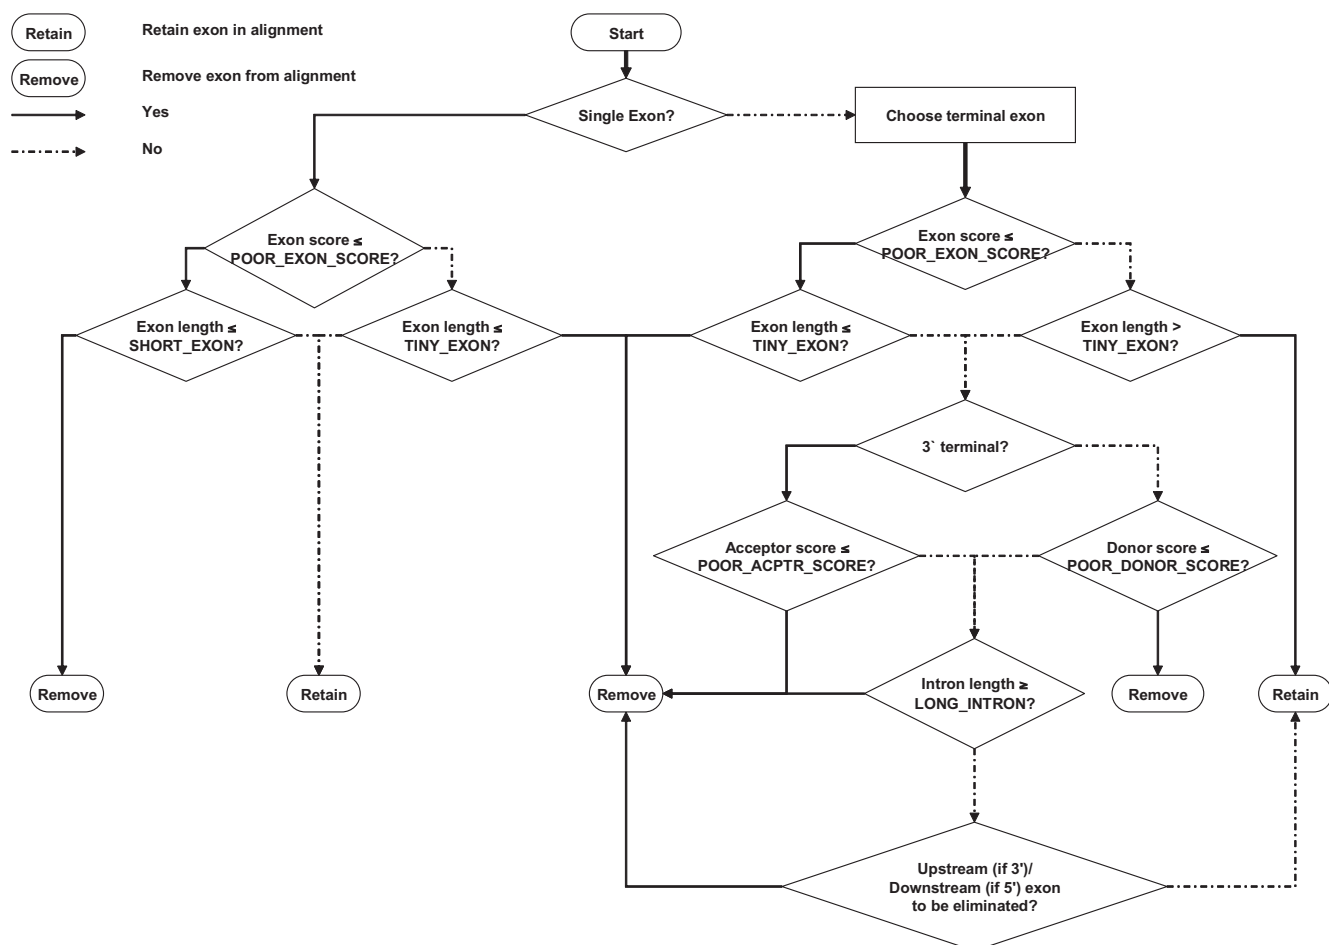 Retain
Retain exon in alignment
Remove
Remove exon from alignment
Yes
No
Start
Single Exon?
Choose terminal exon
Exon score ≤
POOR_EXON_SCORE?
Exon score ≤
POOR_EXON_SCORE?
Exon length ≤
SHORT_EXON?
Exon length ≤
TINY_EXON?
Exon length ≤
TINY_EXON?
Exon length >
TINY_EXON?
3` terminal?
Acceptor score ≤
POOR_ACPTR_SCORE?
Donor score ≤
POOR_DONOR_SCORE?
Remove
Retain
Remove
Intron length ≥
LONG_INTRON?
Remove
Retain
Upstream (if 3')/
Downstream (if 5') exon
to be eliminated?